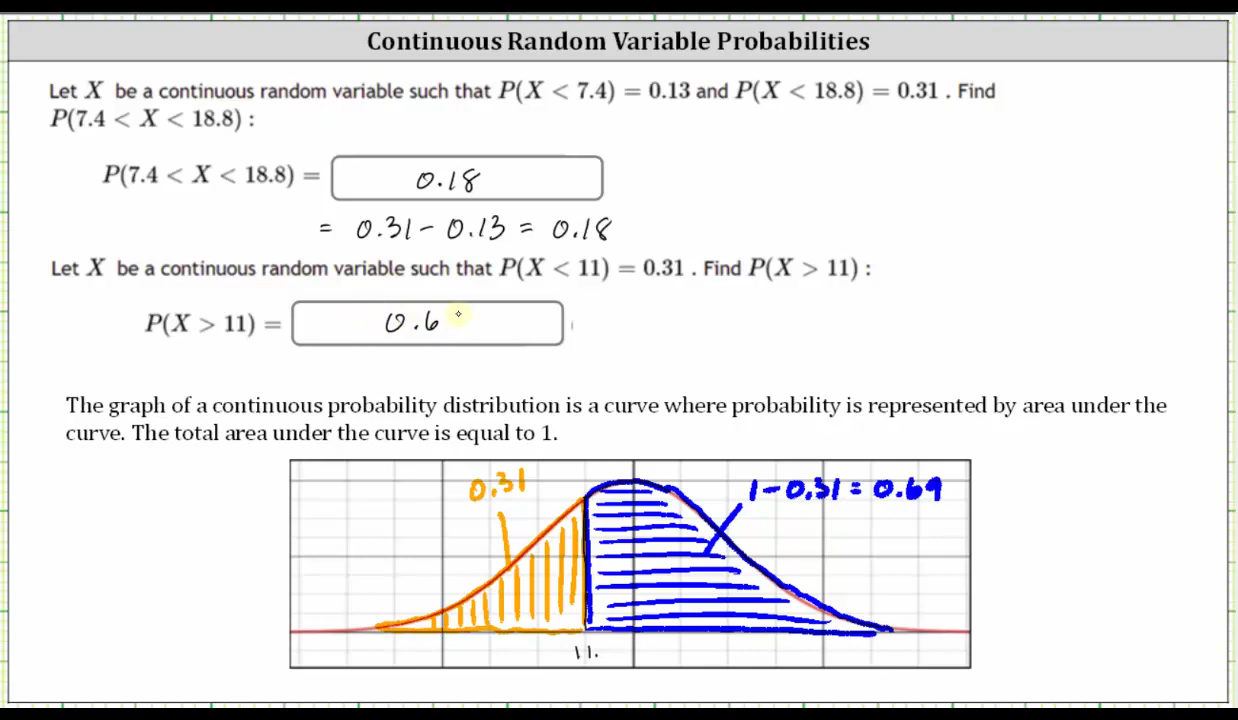 Continuous Random Variable Probabilities
Let X be a continuous random variable such that P(X < 7.4) = 0.13 and P(X < 18.8) = 0.31 . Find
P(7.4 < X < 18.8) :
P(7.4 < X < 18.8) = 0.18
= 0.31 - 0.13 = 0.18
Let X be a continuous random variable such that P(X < 11) = 0.31 . Find P(X > 11) :
P(X > 11) = 0.6
The graph of a continuous probability distribution is a curve where probability is represented by area under the
curve. The total area under the curve is equal to 1.
0.31 1-0.31 = 0.69
11.